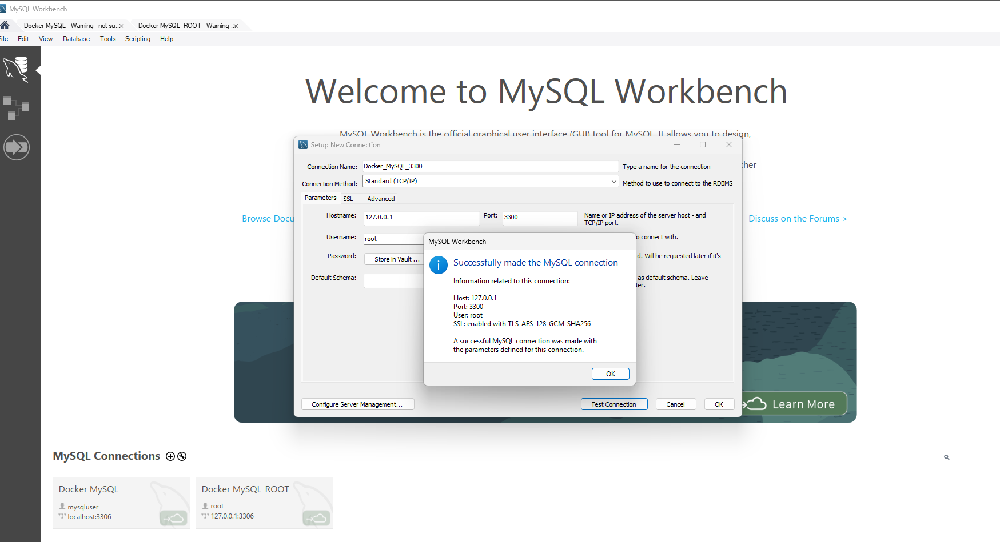 MySQL Workbench
Docker MySQL - Warning - not su...
Docker MySQL_ROOT - Warning ...
File Edit View Database Tools Scripting Help
Welcome to MySQL Workbench
MySQL Workbench is the official graphical user interface (GUI) tool for MySQL. It allows you to design,
Browse Docu
Discuss on the Forums >
Setup New Connection
Connection Name: Docker_MySQL_3300 Type a name for the connection
Connection Method: Standard (TCP/IP) Method to use to connect to the RDBMS
Parameters SSL Advanced
Hostname: 127.0.0.1 Port: 3300 Name or IP address of the server host - and
TCP/IP port.
Username: root
to connect with.
Password: Store in Vault ...
Will be requested later if it's
Default Schema:
as default schema. Leave
MySQL Workbench
Successfully made the MySQL connection
Information related to this connection:
Host: 127.0.0.1
Port: 3300
User: root
SSL: enabled with TLS_AES_128_GCM_SHA256
A successful MySQL connection was made with
the parameters defined for this connection.
OK
Configure Server Management... Test Connection Cancel OK
Learn More
MySQL Connections
Docker MySQL
mysqluser
localhost:3306
Docker MySQL_ROOT
root
127.0.0.1:3306